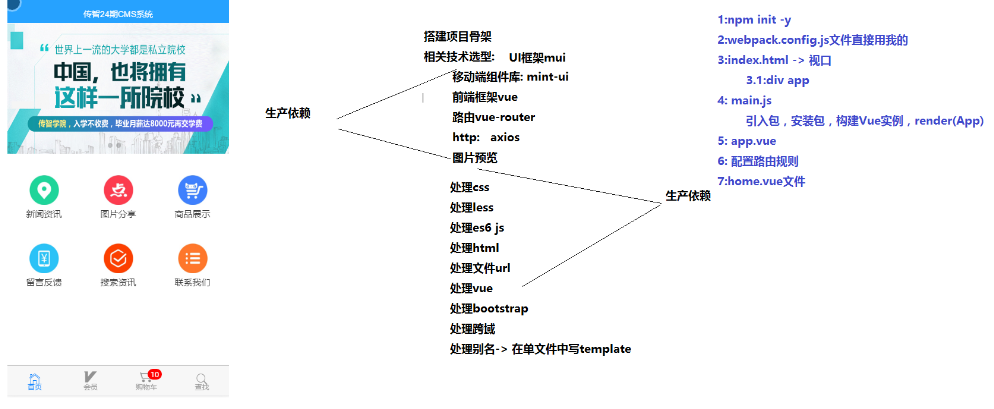 传智24期CMS系统
世界上一流的大学都是私立院校
中国，也将拥有
这样一所院校
传智学院，入学不收费，毕业月薪达8000元再交学费
新闻资讯 图片分享 商品展示
留言反馈 搜索资讯 联系我们
首页 会员 购物车 10 查找
生产依赖
搭建项目骨架
相关技术选型: UI框架mui
移动端组件库: mint-ui
前端框架vue
路由vue-router
http: axios
图片预览
处理css
处理less
处理es6 js
处理html
处理文件url
处理vue
处理bootstrap
处理跨域
处理别名-> 在单文件中写template
生产依赖
1:npm init -y
2:webpack.config.js文件直接用我的
3:index.html -> 视口
3.1:div app
4: main.js
引入包，安装包，构建Vue实例，render(App)
5: app.vue
6: 配置路由规则
7:home.vue文件